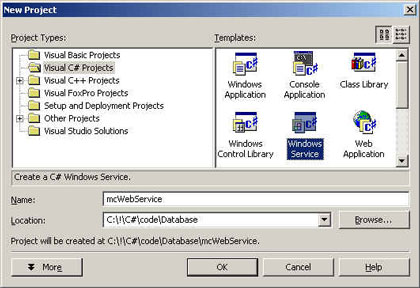 New Project
Project Types:
Templates:
Visual Basic Projects
Visual C# Projects
Visual C++ Projects
Visual FoxPro Projects
Setup and Deployment Projects
Other Projects
Visual Studio Solutions
Windows Application
Console Application
Class Library
Windows Control Library
Windows Service
Web Application
Create a C# Windows Service.
Name:
mcWebService
Location:
C:\!\C#\code\Database
Browse...
Project will be created at C:\!\C#\code\Database\mcWebService.
More
OK
Cancel
Help